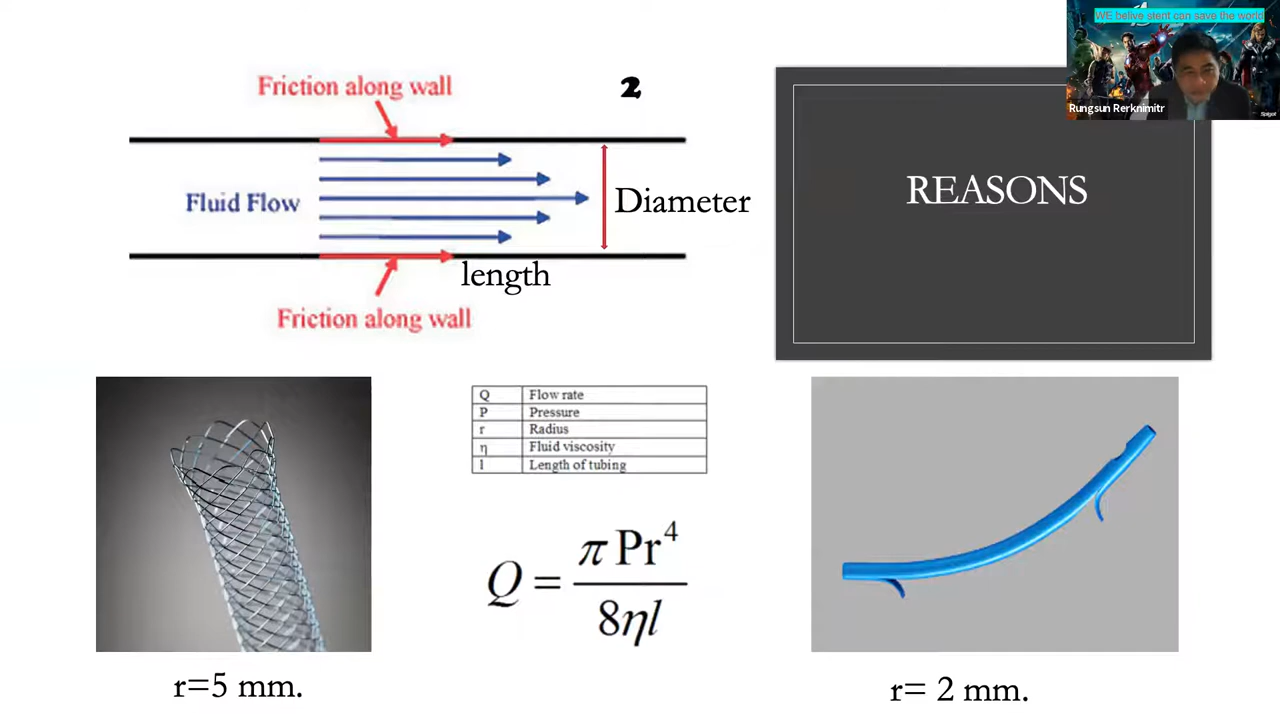 WE belive stent can save the world
Rungsun Rerknimitr
Friction along wall
2
Fluid Flow
Diameter
length
Friction along wall
REASONS
Q Flow rate
P Pressure
r Radius
η Fluid viscosity
l Length of tubing
Q = π Pr⁴ / 8ηl
r=5 mm.
r= 2 mm.